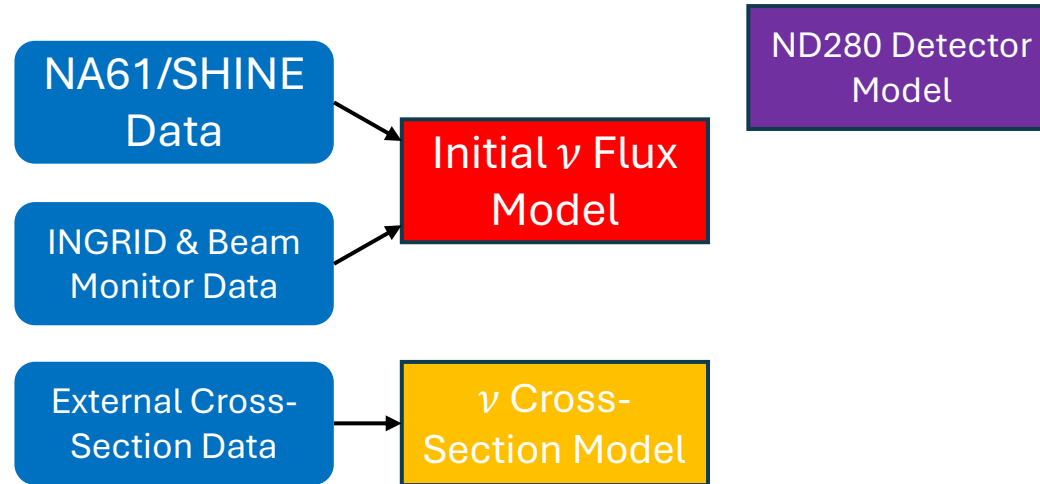 NA61/SHINE
Data
INGRID & Beam
Monitor Data
External Cross-
Section Data
Initial ν Flux
Model
ν Cross-
Section Model
ND280 Detector
Model